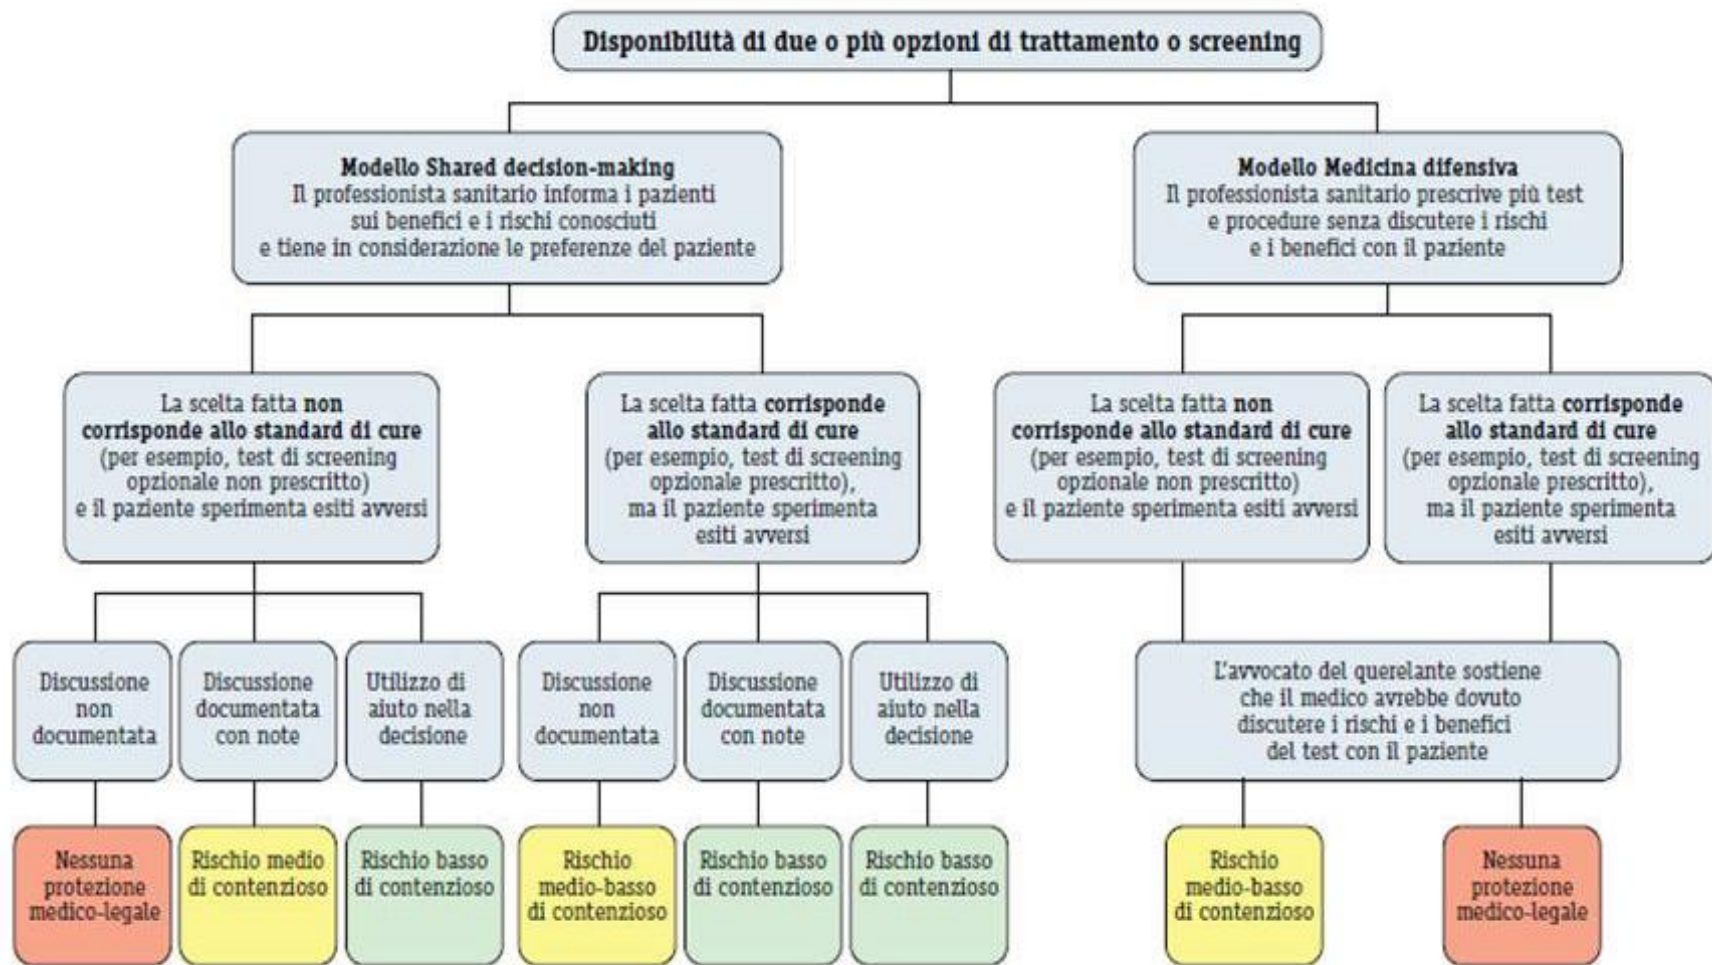 Disponibilità di due o più opzioni di trattamento o screening
Modello Shared decision-making
Il professionista sanitario informa i pazienti
sui benefici e i rischi conosciuti
e tiene in considerazione le preferenze del paziente
Modello Medicina difensiva
Il professionista sanitario prescrive più test
e procedure senza discutere i rischi
e i benefici con il paziente
La scelta fatta non
corrisponde allo standard di cure
(per esempio, test di screening
opzionale non prescritto)
e il paziente sperimenta esiti avversi
La scelta fatta corrisponde
allo standard di cure
(per esempio, test di screening
opzionale prescritto),
ma il paziente sperimenta
esiti avversi
La scelta fatta non
corrisponde allo standard di cure
(per esempio, test di screening
opzionale non prescritto)
e il paziente sperimenta esiti avversi
La scelta fatta corrisponde
allo standard di cure
(per esempio, test di screening
opzionale prescritto),
ma il paziente sperimenta
esiti avversi
Discussione
non
documentata
Discussione
documentata
con note
Utilizzo di
aiuto nella
decisione
Discussione
non
documentata
Discussione
documentata
con note
Utilizzo di
aiuto nella
decisione
L'avvocato del querelante sostiene
che il medico avrebbe dovuto
discutere i rischi e i benefici
del test con il paziente
Nessuna
protezione
medico-legale
Rischio medio
di contenzioso
Rischio basso
di contenzioso
Rischio
medio-basso
di contenzioso
Rischio basso
di contenzioso
Rischio basso
di contenzioso
Rischio
medio-basso
di contenzioso
Nessuna
protezione
medico-legale